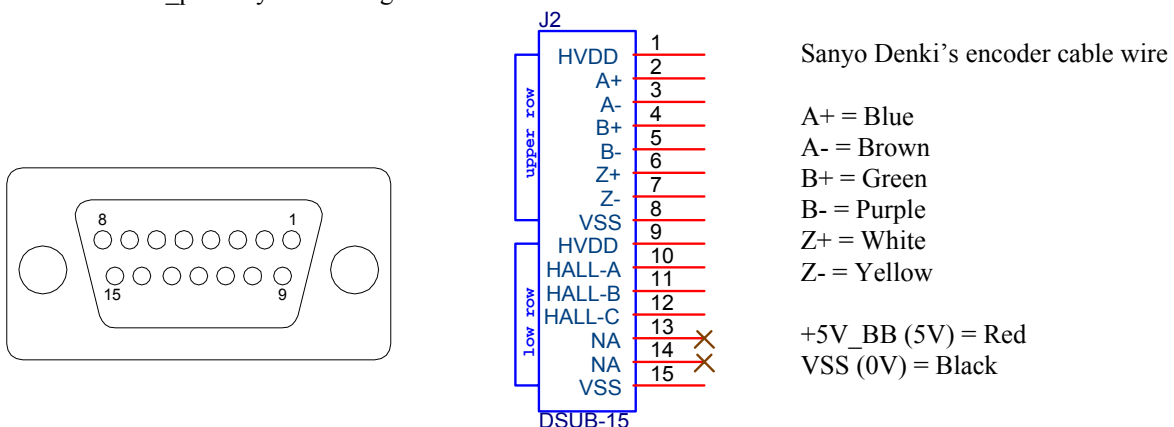 J2
HVDD 1
A+ 2
A- 3
B+ 4
B- 5
Z+ 6
Z- 7
VSS 8
HVDD 9
HALL-A 10
HALL-B 11
HALL-C 12
NA 13
NA 14
VSS 15
upper row
low row
DSUB-15
8 1
15 9
Sanyo Denki's encoder cable wire
A+ = Blue
A- = Brown
B+ = Green
B- = Purple
Z+ = White
Z- = Yellow
+5V_BB (5V) = Red
VSS (0V) = Black